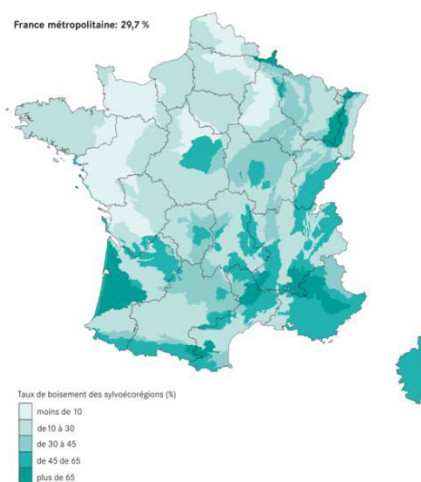 France métropolitaine: 29,7 %
Taux de boisement des sylvoécorégions (%)
moins de 10
de10 à 30
de 30 à 45
de 45 de 65
plus de 65